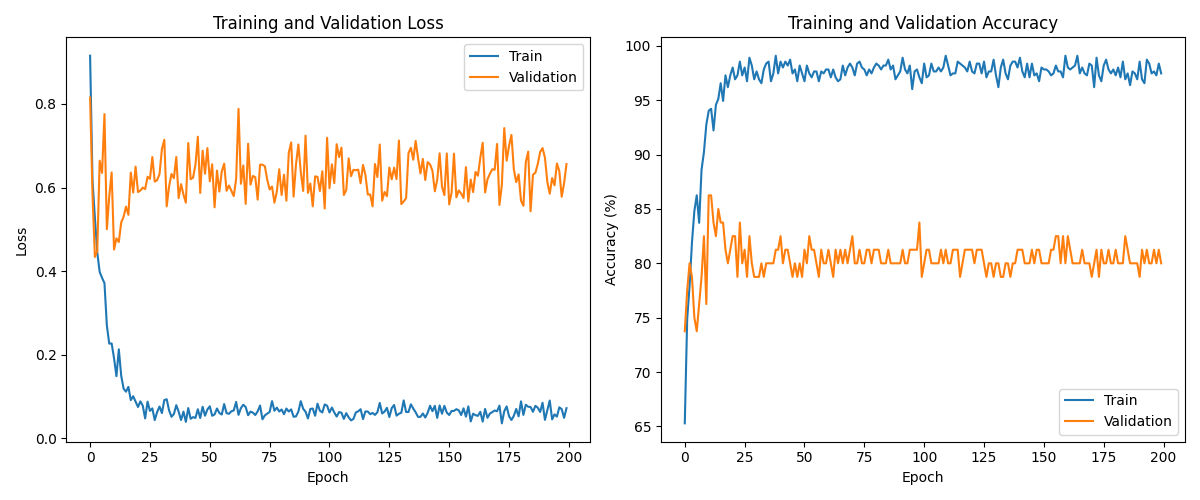 Training and Validation Loss
Train
Validation
Loss
0.8
0.6
0.4
0.2
0.0
0 25 50 75 100 125 150 175 200
Epoch
Training and Validation Accuracy
Accuracy (%)
100
95
90
85
80
75
70
65
Train
Validation
0 25 50 75 100 125 150 175 200
Epoch